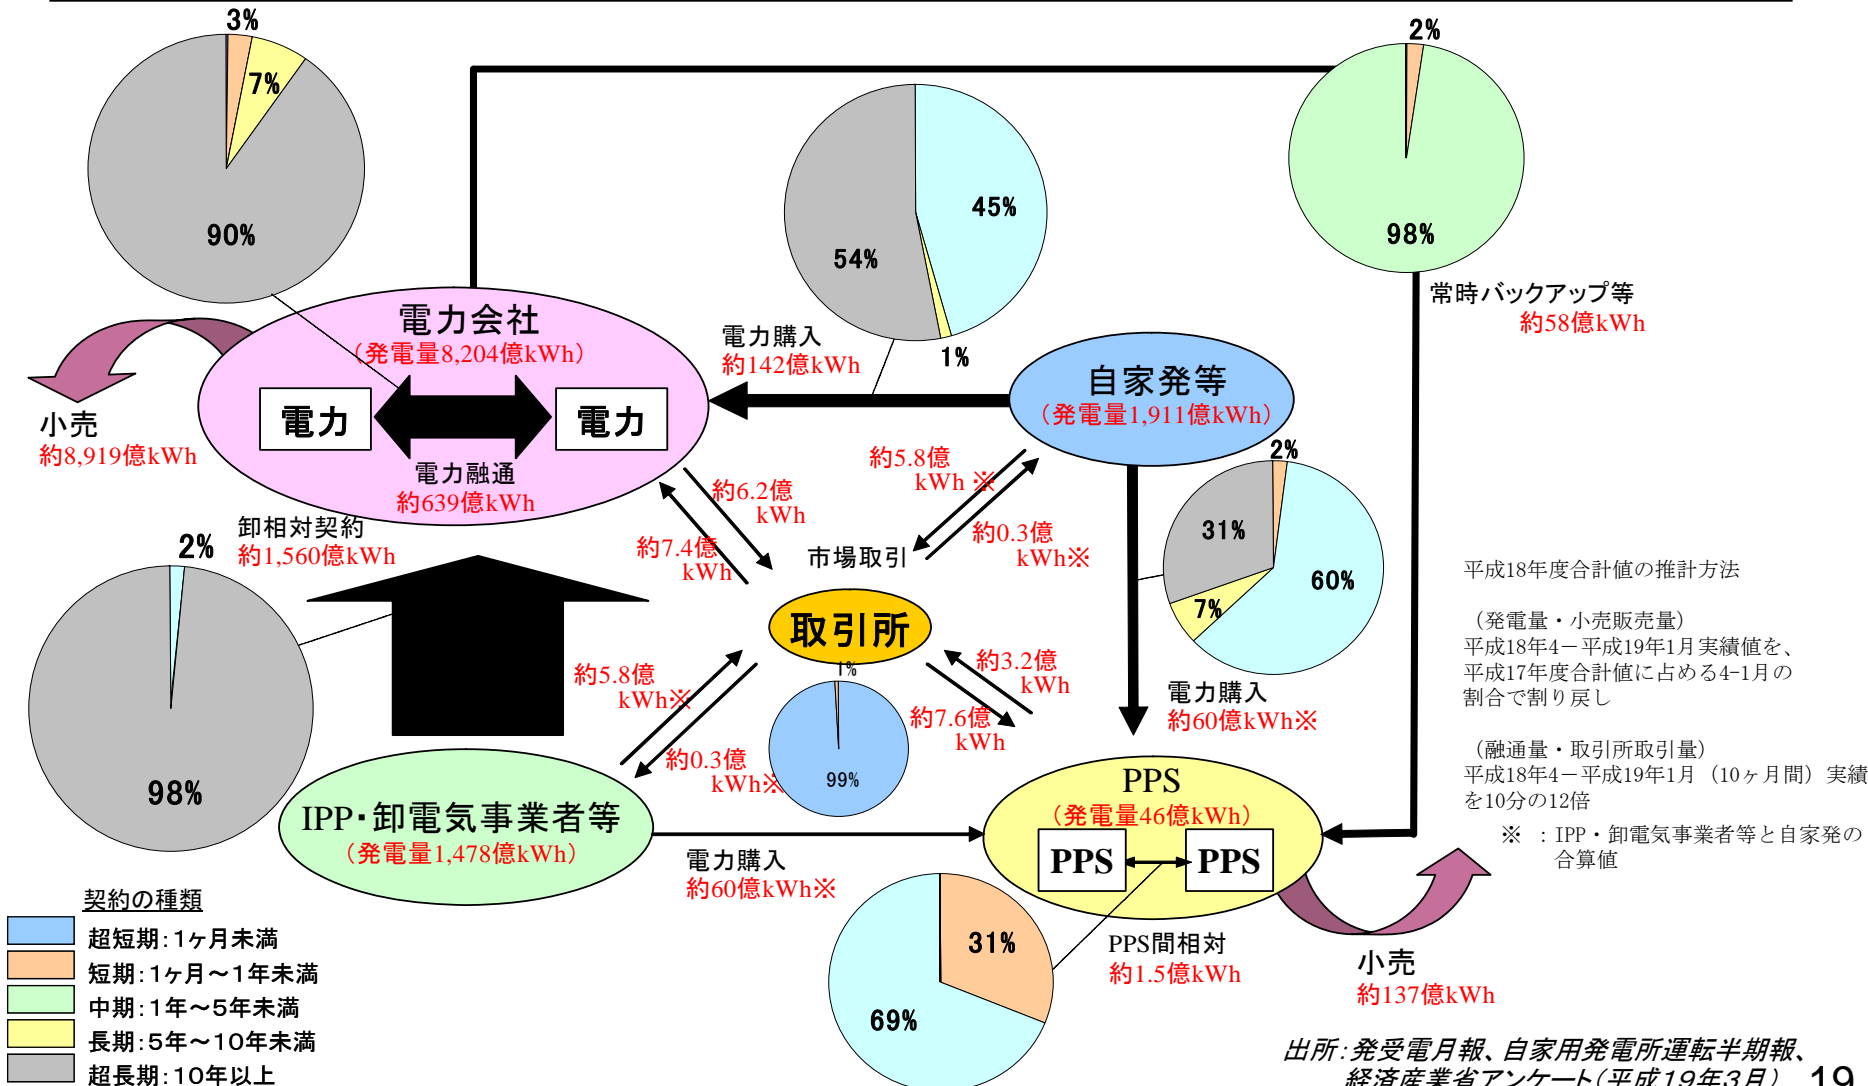 3%
7%
90%
2%
98%
常時バックアップ等
約58億kWh
45%
54%
1%
電力会社
(発電量8,204億kWh)
電力
電力
電力融通
約639億kWh
小売
約8,919億kWh
電力購入
約142億kWh
自家発等
(発電量1,911億kWh)
約5.8億
kWh ※
約0.3億
kWh※
約6.2億
kWh
約7.4億
kWh
市場取引
取引所
1%
99%
卸相対契約
約1,560億kWh
2%
98%
約5.8億
kWh※
約0.3億
kWh※
約3.2億
kWh
約7.6億
kWh
2%
31%
60%
7%
電力購入
約60億kWh※
IPP・卸電気事業者等
(発電量1,478億kWh)
電力購入
約60億kWh※
PPS
(発電量46億kWh)
PPS
PPS
PPS間相対
約1.5億kWh
31%
69%
小売
約137億kWh
平成18年度合計値の推計方法
(発電量・小売販売量)
平成18年4－平成19年1月実績値を、
平成17年度合計値に占める4-1月の
割合で割り戻し
(融通量・取引所取引量)
平成18年4－平成19年1月（10ヶ月間）実績
を10分の12倍
※ ：IPP・卸電気事業者等と自家発の
合算値
契約の種類
超短期：1ヶ月未満
短期：1ヶ月～1年未満
中期：1年～5年未満
長期：5年～10年未満
超長期：10年以上
出所：発受電月報、自家用発電所運転半期報、
経済産業省アンケート（平成19年3月）
19